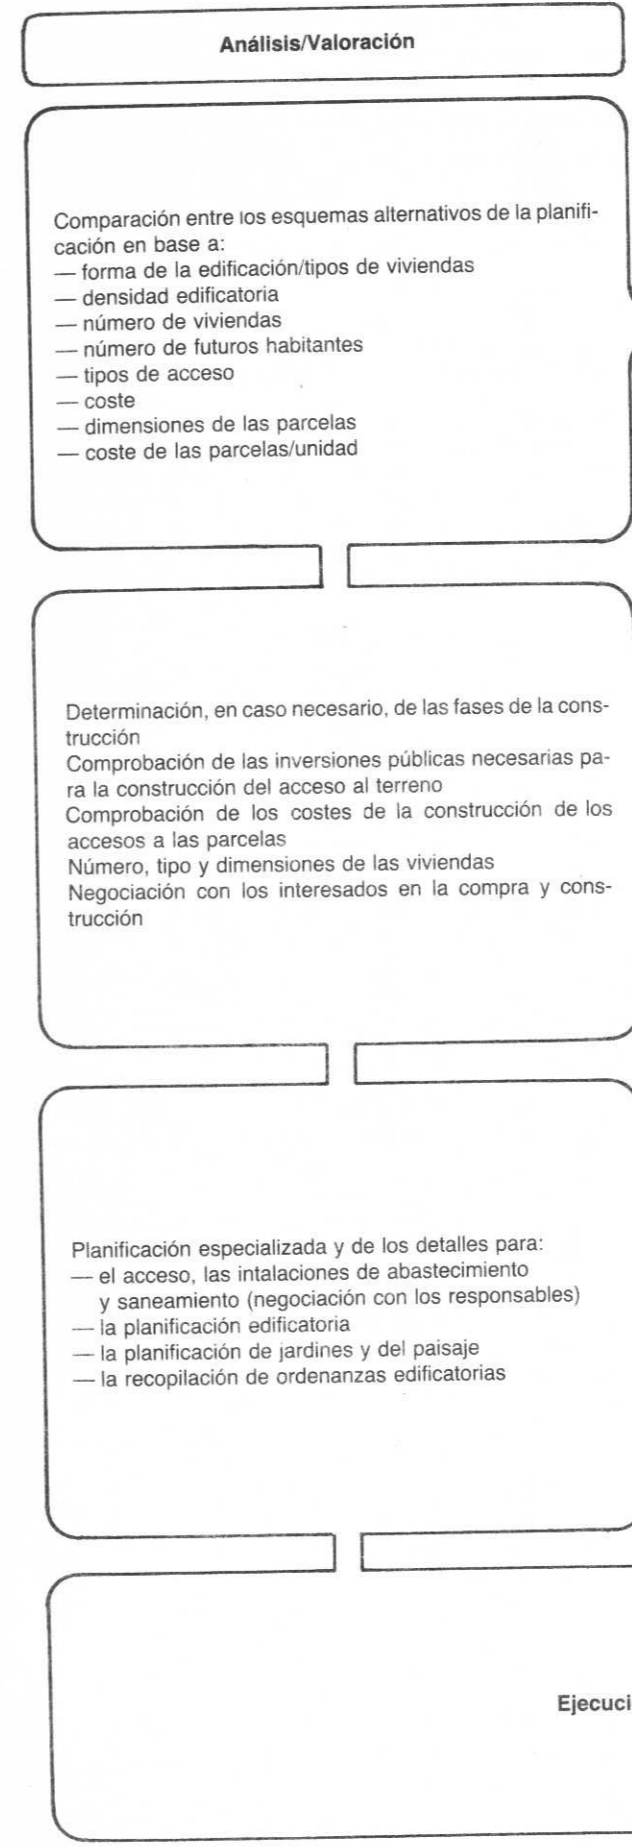 Análisis/Valoración
Comparación entre los esquemas alternativos de la planifi-
cación en base a:
— forma de la edificación/tipos de viviendas
— densidad edificatoria
— número de viviendas
— número de futuros habitantes
— tipos de acceso
— coste
— dimensiones de las parcelas
— coste de las parcelas/unidad
Determinación, en caso necesario, de las fases de la cons-
trucción
Comprobación de las inversiones públicas necesarias pa-
ra la construcción del acceso al terreno
Comprobación de los costes de la construcción de los
accesos a las parcelas
Número, tipo y dimensiones de las viviendas
Negociación con los interesados en la compra y cons-
trucción
Planificación especializada y de los detalles para:
— el acceso, las intalaciones de abastecimiento
y saneamiento (negociación con los responsables)
— la planificación edificatoria
— la planificación de jardines y del paisaje
— la recopilación de ordenanzas edificatorias
Ejecuci